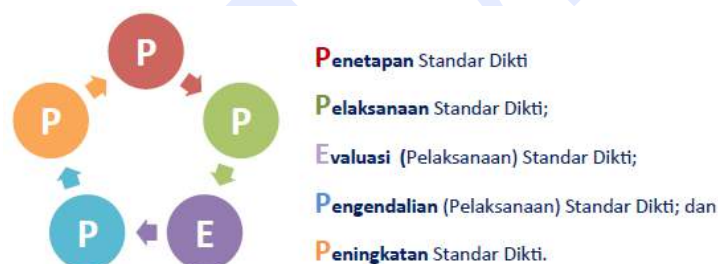 P
P
P
P
E
Penetapan Standar Dikti
Pelaksanaan Standar Dikti;
Evaluasi (Pelaksanaan) Standar Dikti;
Pengendalian (Pelaksanaan) Standar Dikti; dan
Peningkatan Standar Dikti.